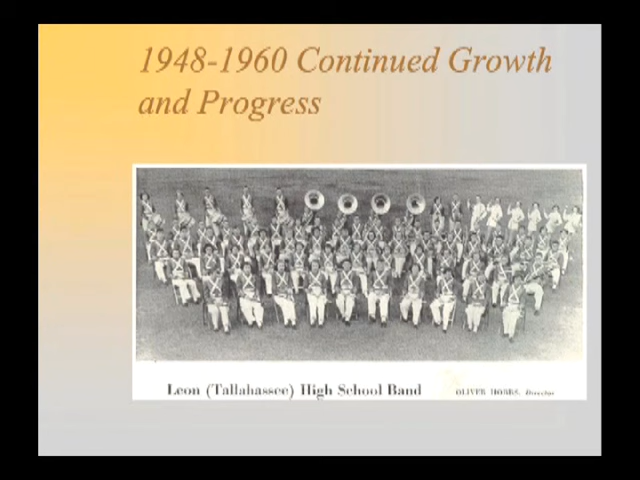 1948-1960 Continued Growth
and Progress
Leon (Tallahassee) High School Band
OLIVER HOBBS, Director